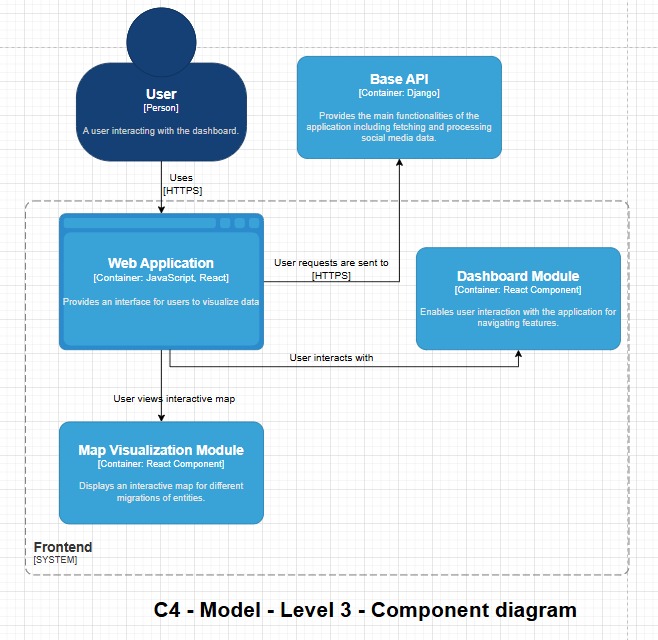 User
[Person]
A user interacting with the dashboard.
Base API
[Container: Django]
Provides the main functionalities of the
application including fetching and processing
social media data.
Uses
[HTTPS]
Web Application
[Container: JavaScript, React]
Provides an interface for users to visualize data
User requests are sent to
[HTTPS]
Dashboard Module
[Container: React Component]
Enables user interaction with the application for
navigating features.
User interacts with
User views interactive map
Map Visualization Module
[Container: React Component]
Displays an interactive map for different
migrations of entities.
Frontend
[SYSTEM]
C4 - Model - Level 3 - Component diagram